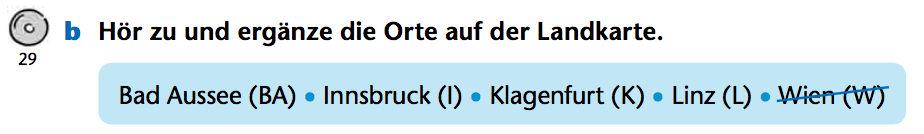 b Hör zu und ergänze die Orte auf der Landkarte.
29
Bad Aussee (BA) • Innsbruck (I) • Klagenfurt (K) • Linz (L) • Wien (W)